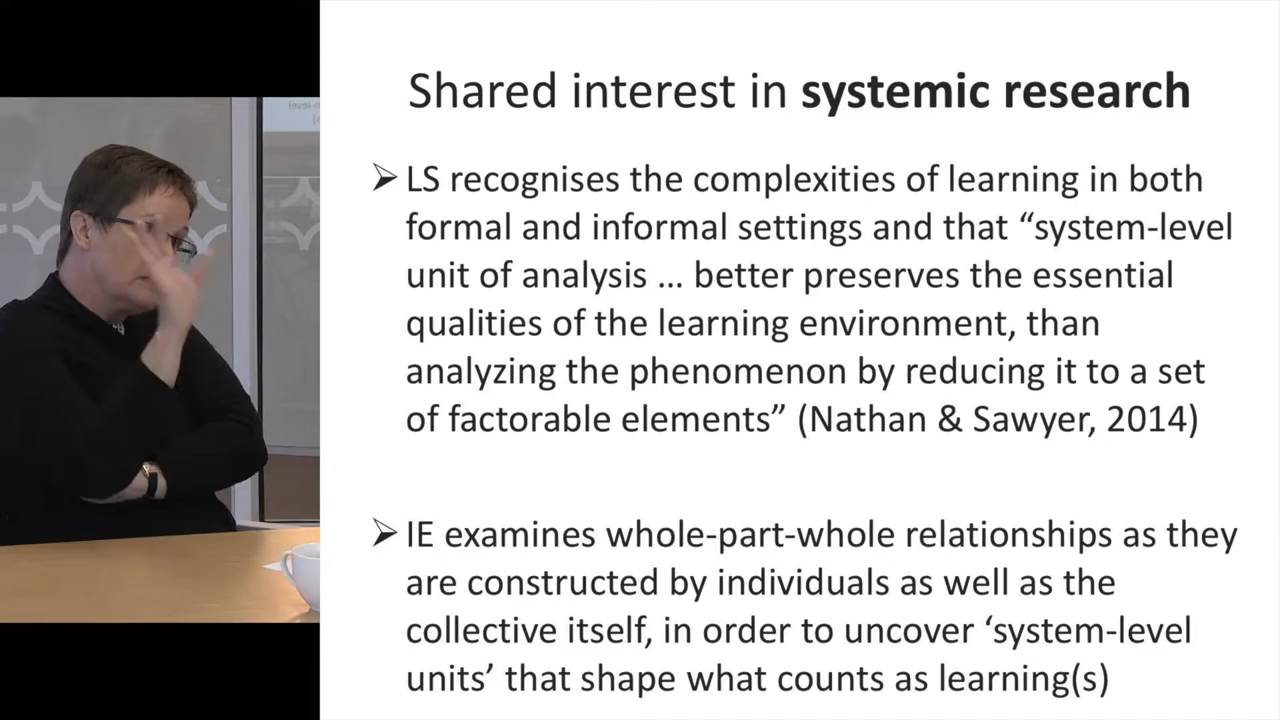 Shared interest in systemic research
➢ LS recognises the complexities of learning in both
formal and informal settings and that “system-level
unit of analysis … better preserves the essential
qualities of the learning environment, than
analyzing the phenomenon by reducing it to a set
of factorable elements” (Nathan & Sawyer, 2014)
➢ IE examines whole-part-whole relationships as they
are constructed by individuals as well as the
collective itself, in order to uncover ‘system-level
units’ that shape what counts as learning(s)